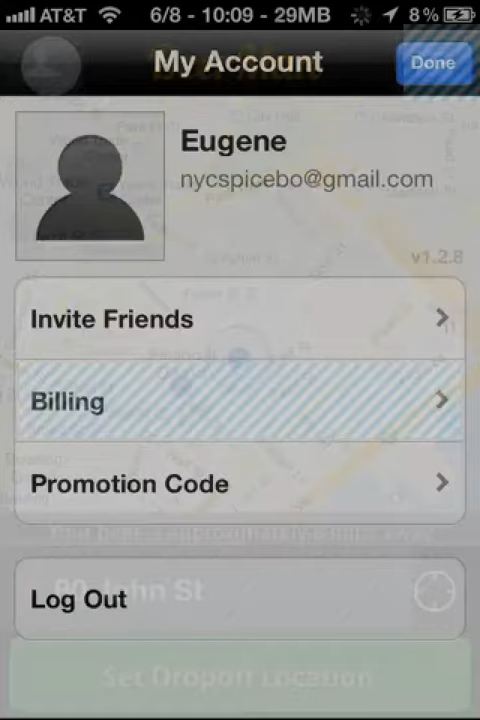 AT&T 6/8 - 10:09 - 29MB 8%
My Account
Done
Eugene
nycspicebo@gmail.com
v1.2.8
Invite Friends
Billing
Promotion Code
Log Out
John St
Set Dropoff Location